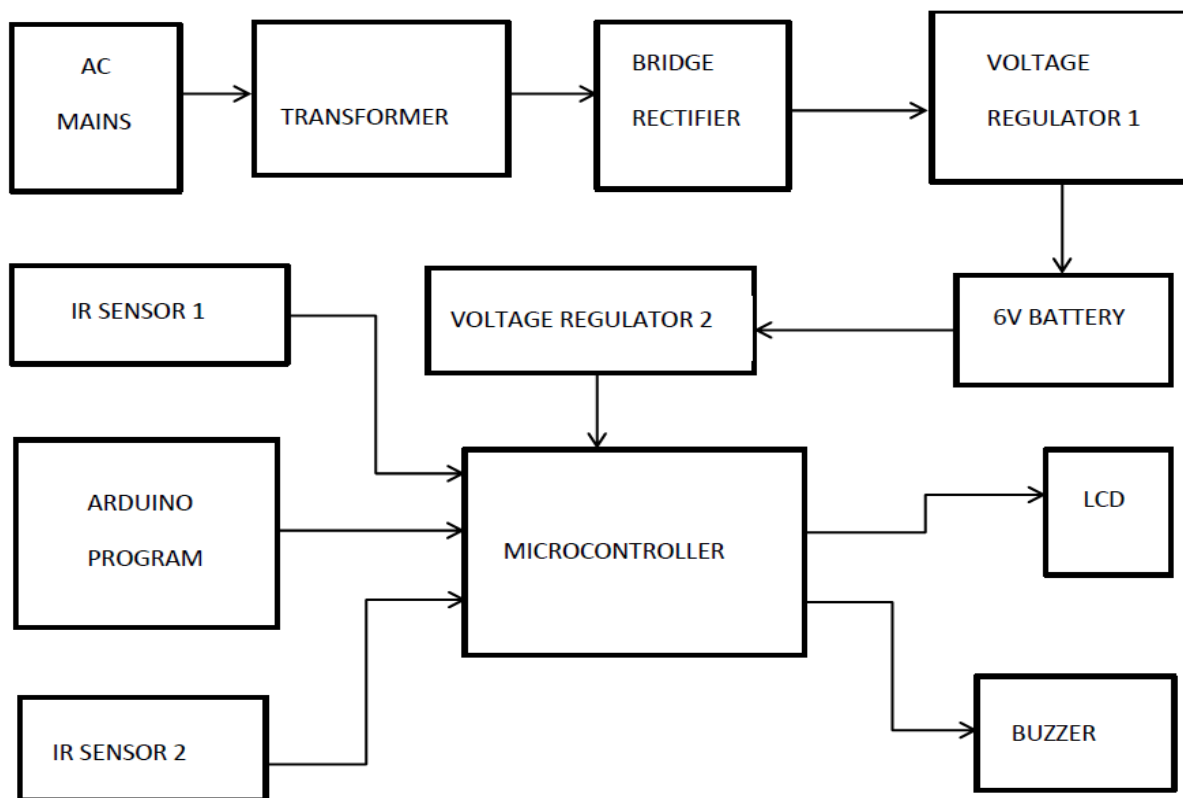 AC
MAINS
TRANSFORMER
BRIDGE
RECTIFIER
VOLTAGE
REGULATOR 1
IR SENSOR 1
VOLTAGE REGULATOR 2
6V BATTERY
ARDUINO
PROGRAM
MICROCONTROLLER
LCD
IR SENSOR 2
BUZZER